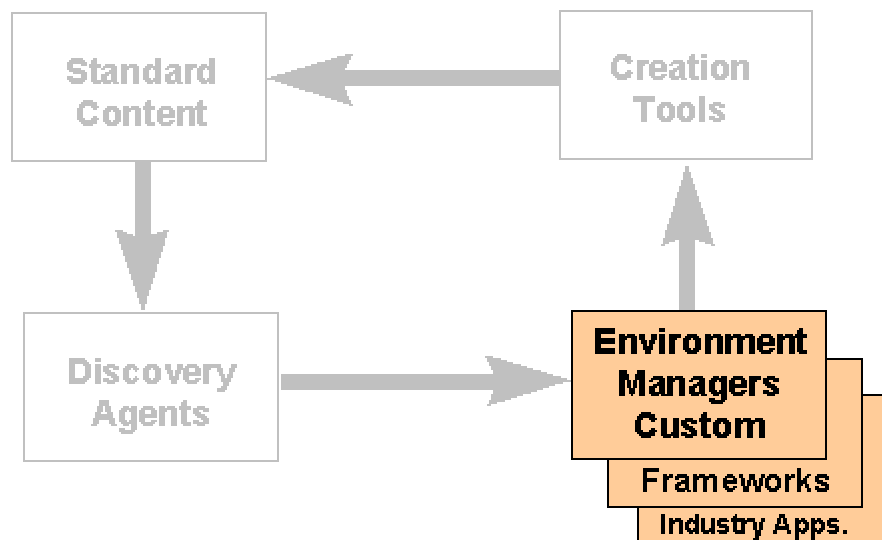 Standard
Content
Creation
Tools
Discovery
Agents
Environment
Managers
Custom
Frameworks
Industry Apps.